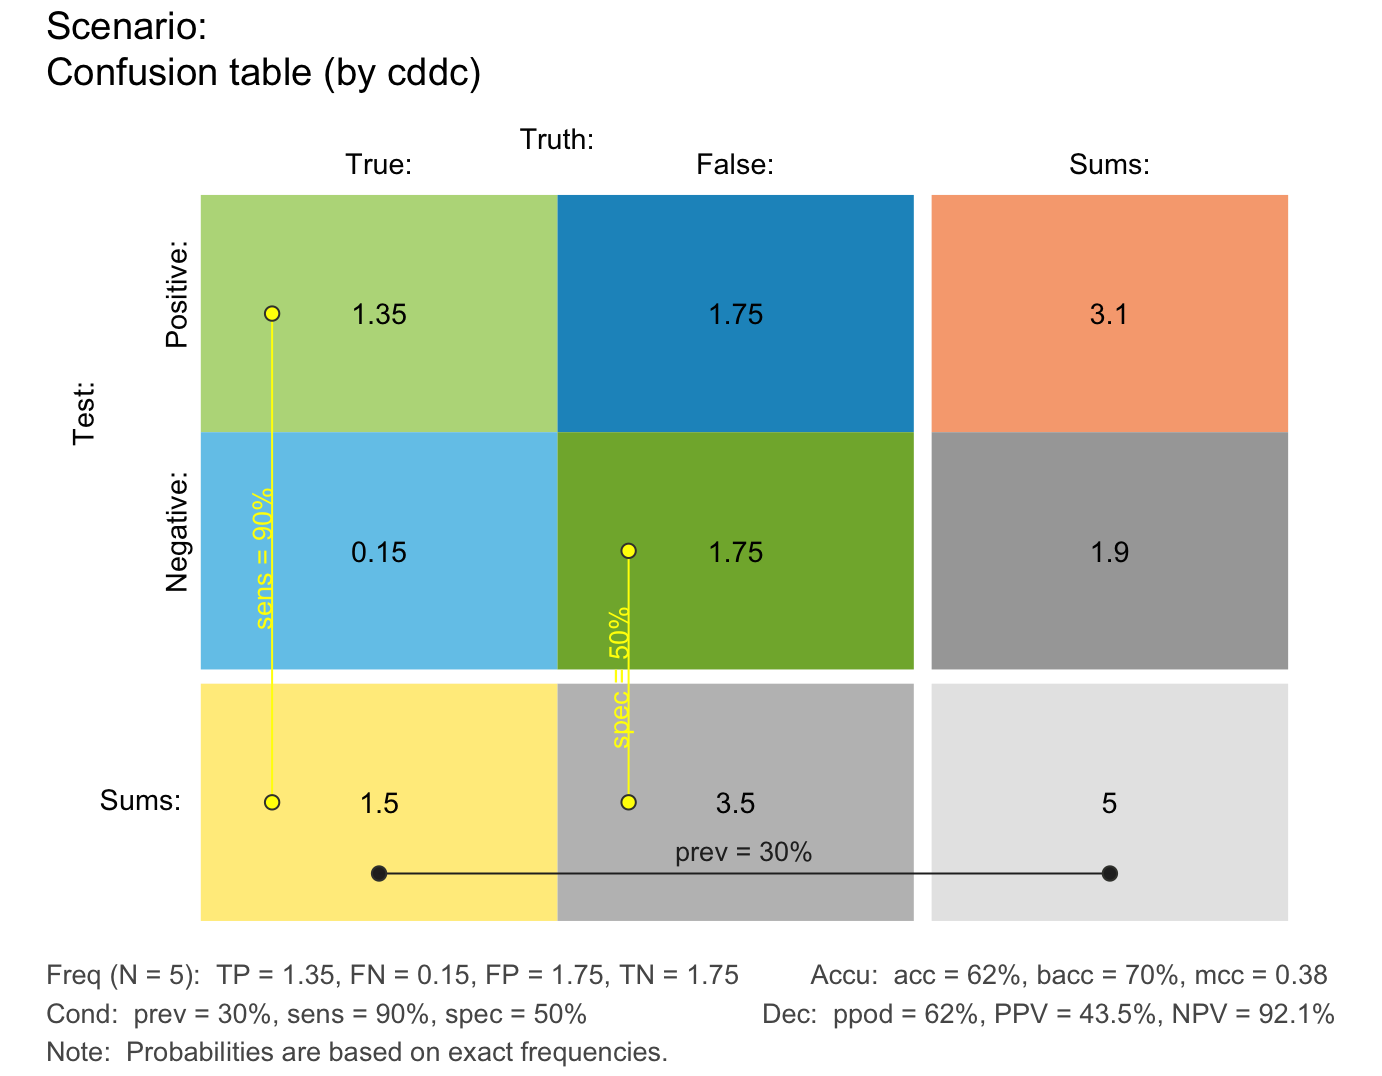 Scenario:
Confusion table (by cddc)
Truth:
True: False: Sums:
Test:
Positive: 1.35 1.75 3.1
Negative: 0.15 1.75 1.9
sens = 90%
spec = 50%
Sums: 1.5 3.5 5
prev = 30%
Freq (N = 5):  TP = 1.35, FN = 0.15, FP = 1.75, TN = 1.75 Accu:  acc = 62%, bacc = 70%, mcc = 0.38
Cond:  prev = 30%, sens = 90%, spec = 50% Dec:  ppod = 62%, PPV = 43.5%, NPV = 92.1%
Note:  Probabilities are based on exact frequencies.